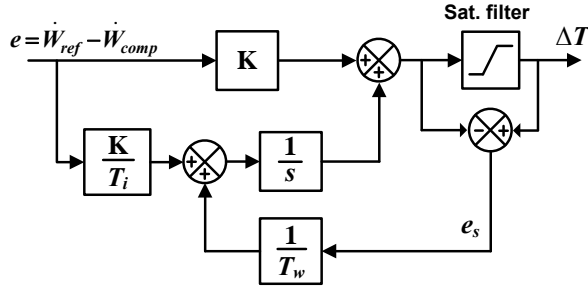 Sat. filter
e = Ẇref − Ẇcomp
K
+
+
ΔT
−
+
K
Ti
+
+
1
s
es
1
Tw